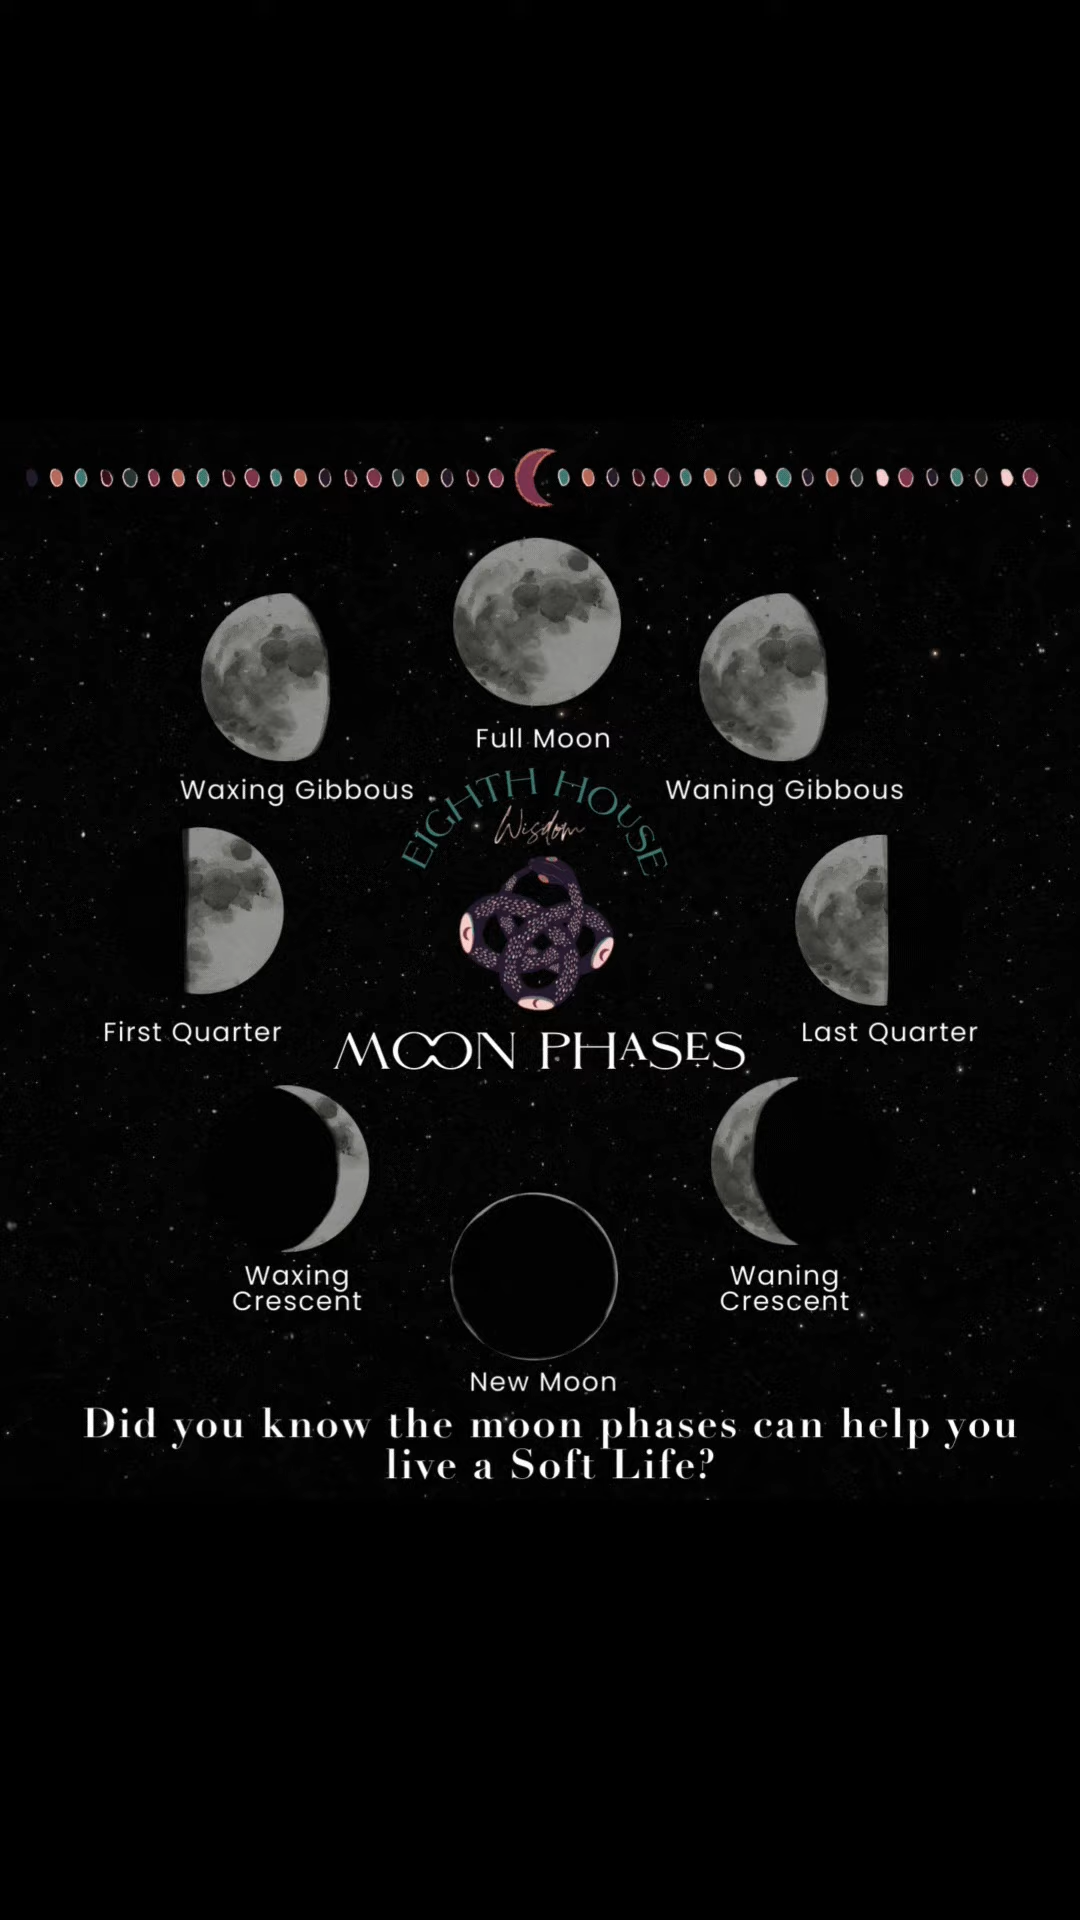 Full Moon
Waxing Gibbous
Waning Gibbous
EIGHTH HOUSE
Wisdom
First Quarter
Last Quarter
MOON PHASES
Waxing
Crescent
Waning
Crescent
New Moon
Did you know the moon phases can help you
live a Soft Life?